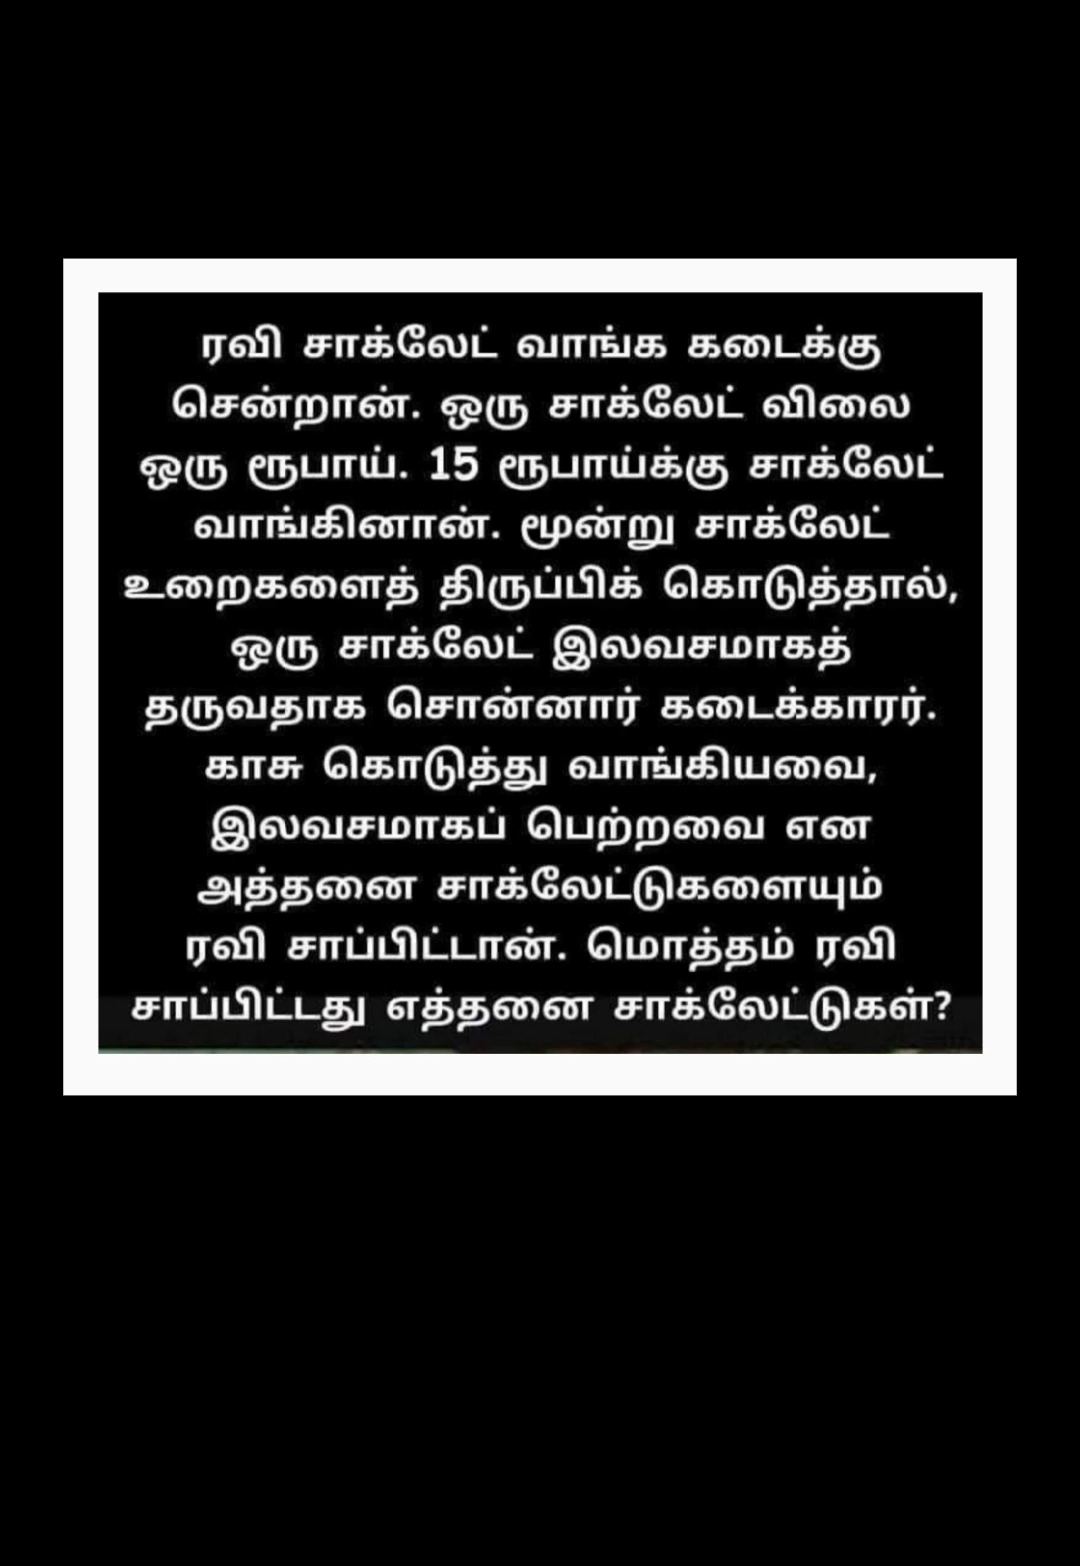 ரவி சாக்லேட் வாங்க கடைக்கு
சென்றான். ஒரு சாக்லேட் விலை
ஒரு ரூபாய். 15 ரூபாய்க்கு சாக்லேட்
வாங்கினான். மூன்று சாக்லேட்
உறைகளைத் திருப்பிக் கொடுத்தால்,
ஒரு சாக்லேட் இலவசமாகத்
தருவதாக சொன்னார் கடைக்காரர்.
காசு கொடுத்து வாங்கியவை,
இலவசமாகப் பெற்றவை என
அத்தனை சாக்லேட்டுகளையும்
ரவி சாப்பிட்டான். மொத்தம் ரவி
சாப்பிட்டது எத்தனை சாக்லேட்டுகள்?